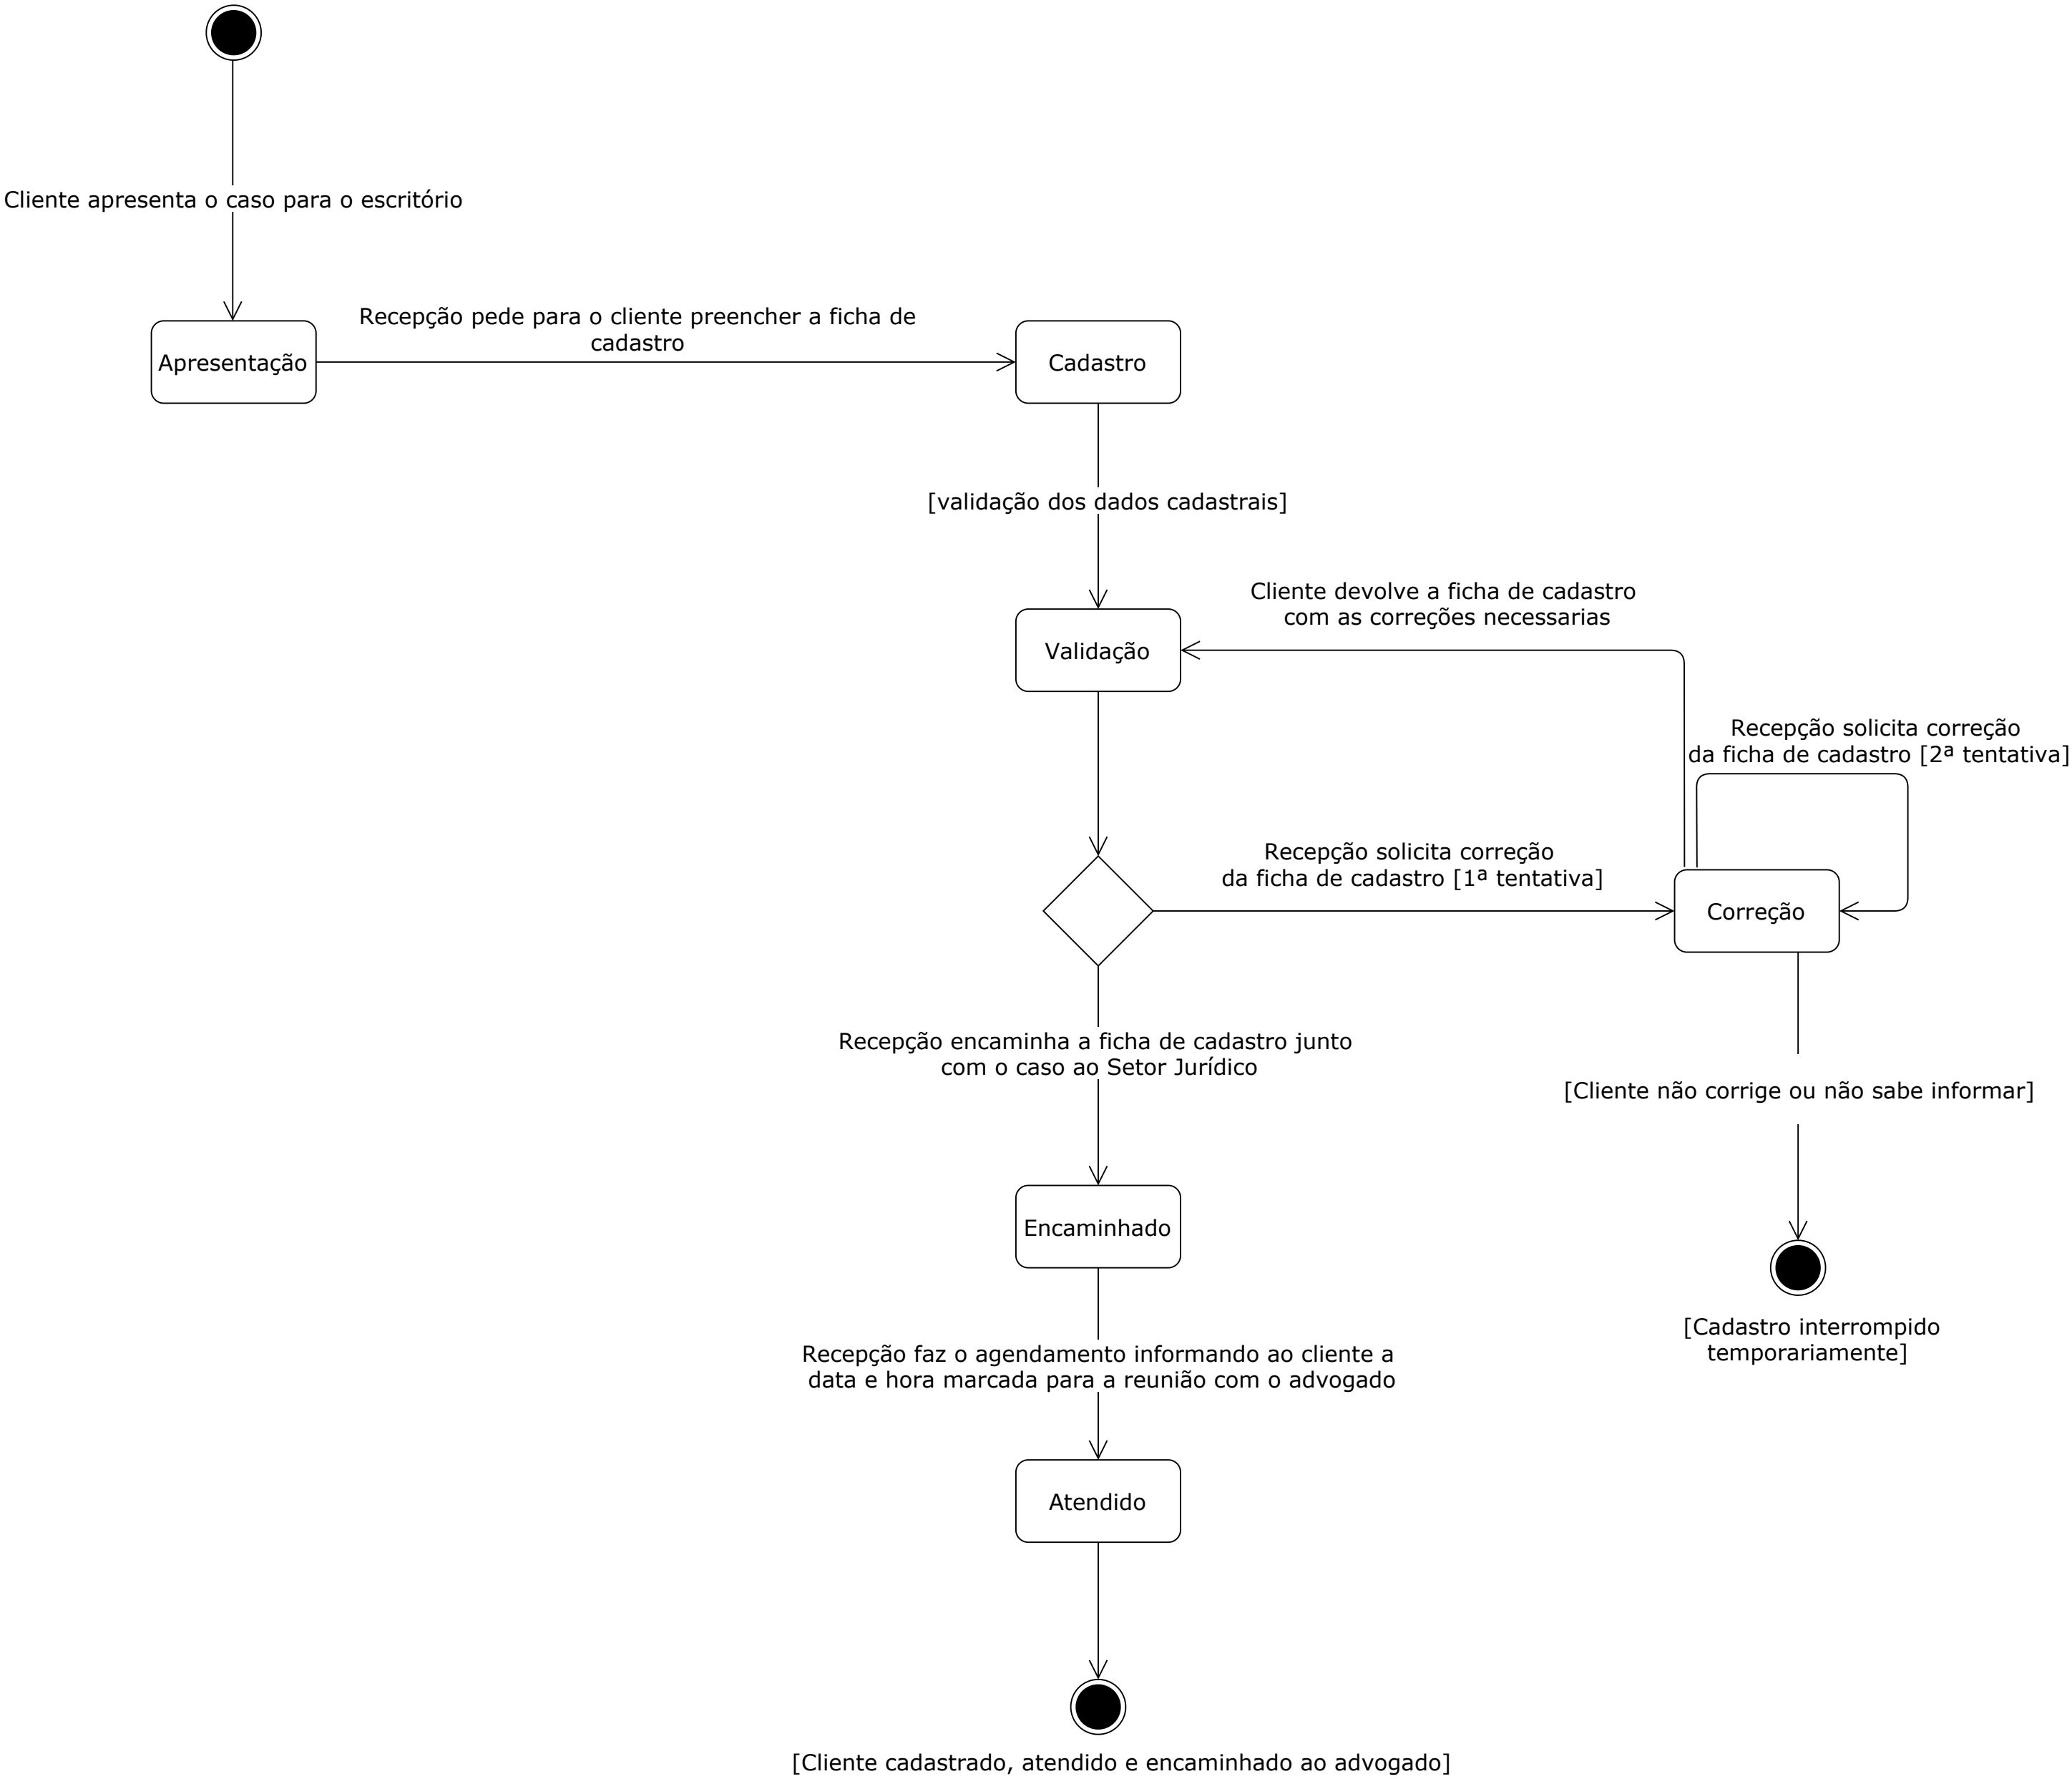 Cliente apresenta o caso para o escritório
Recepção pede para o cliente preencher a ficha de
cadastro
Apresentação
Cadastro
[validação dos dados cadastrais]
Cliente devolve a ficha de cadastro
com as correções necessarias
Validação
Recepção solicita correção
da ficha de cadastro [2ª tentativa]
Recepção solicita correção
da ficha de cadastro [1ª tentativa]
Correção
Recepção encaminha a ficha de cadastro junto
com o caso ao Setor Jurídico
[Cliente não corrige ou não sabe informar]
Encaminhado
[Cadastro interrompido
temporariamente]
Recepção faz o agendamento informando ao cliente a
data e hora marcada para a reunião com o advogado
Atendido
[Cliente cadastrado, atendido e encaminhado ao advogado]